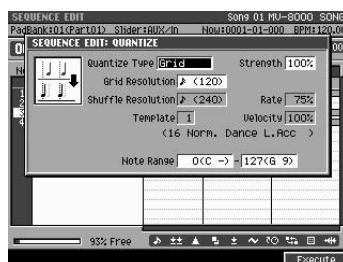 SEQUENCE EDIT Song 01 MV-8000 SONG
PadBank:01(Part01) Slider:AUX/In Now:0001-01-000 BPM:120.0
SEQUENCE EDIT: QUANTIZE
Quantize Type Grid Strength 100%
Grid Resolution ♪ (120)
Shuffle Resolution ♪ (240) Rate 75%
Template 1 Velocity 100%
(16 Norm. Dance L.Acc )
Note Range 0(C -) - 127(G 9)
93% Free
Execute